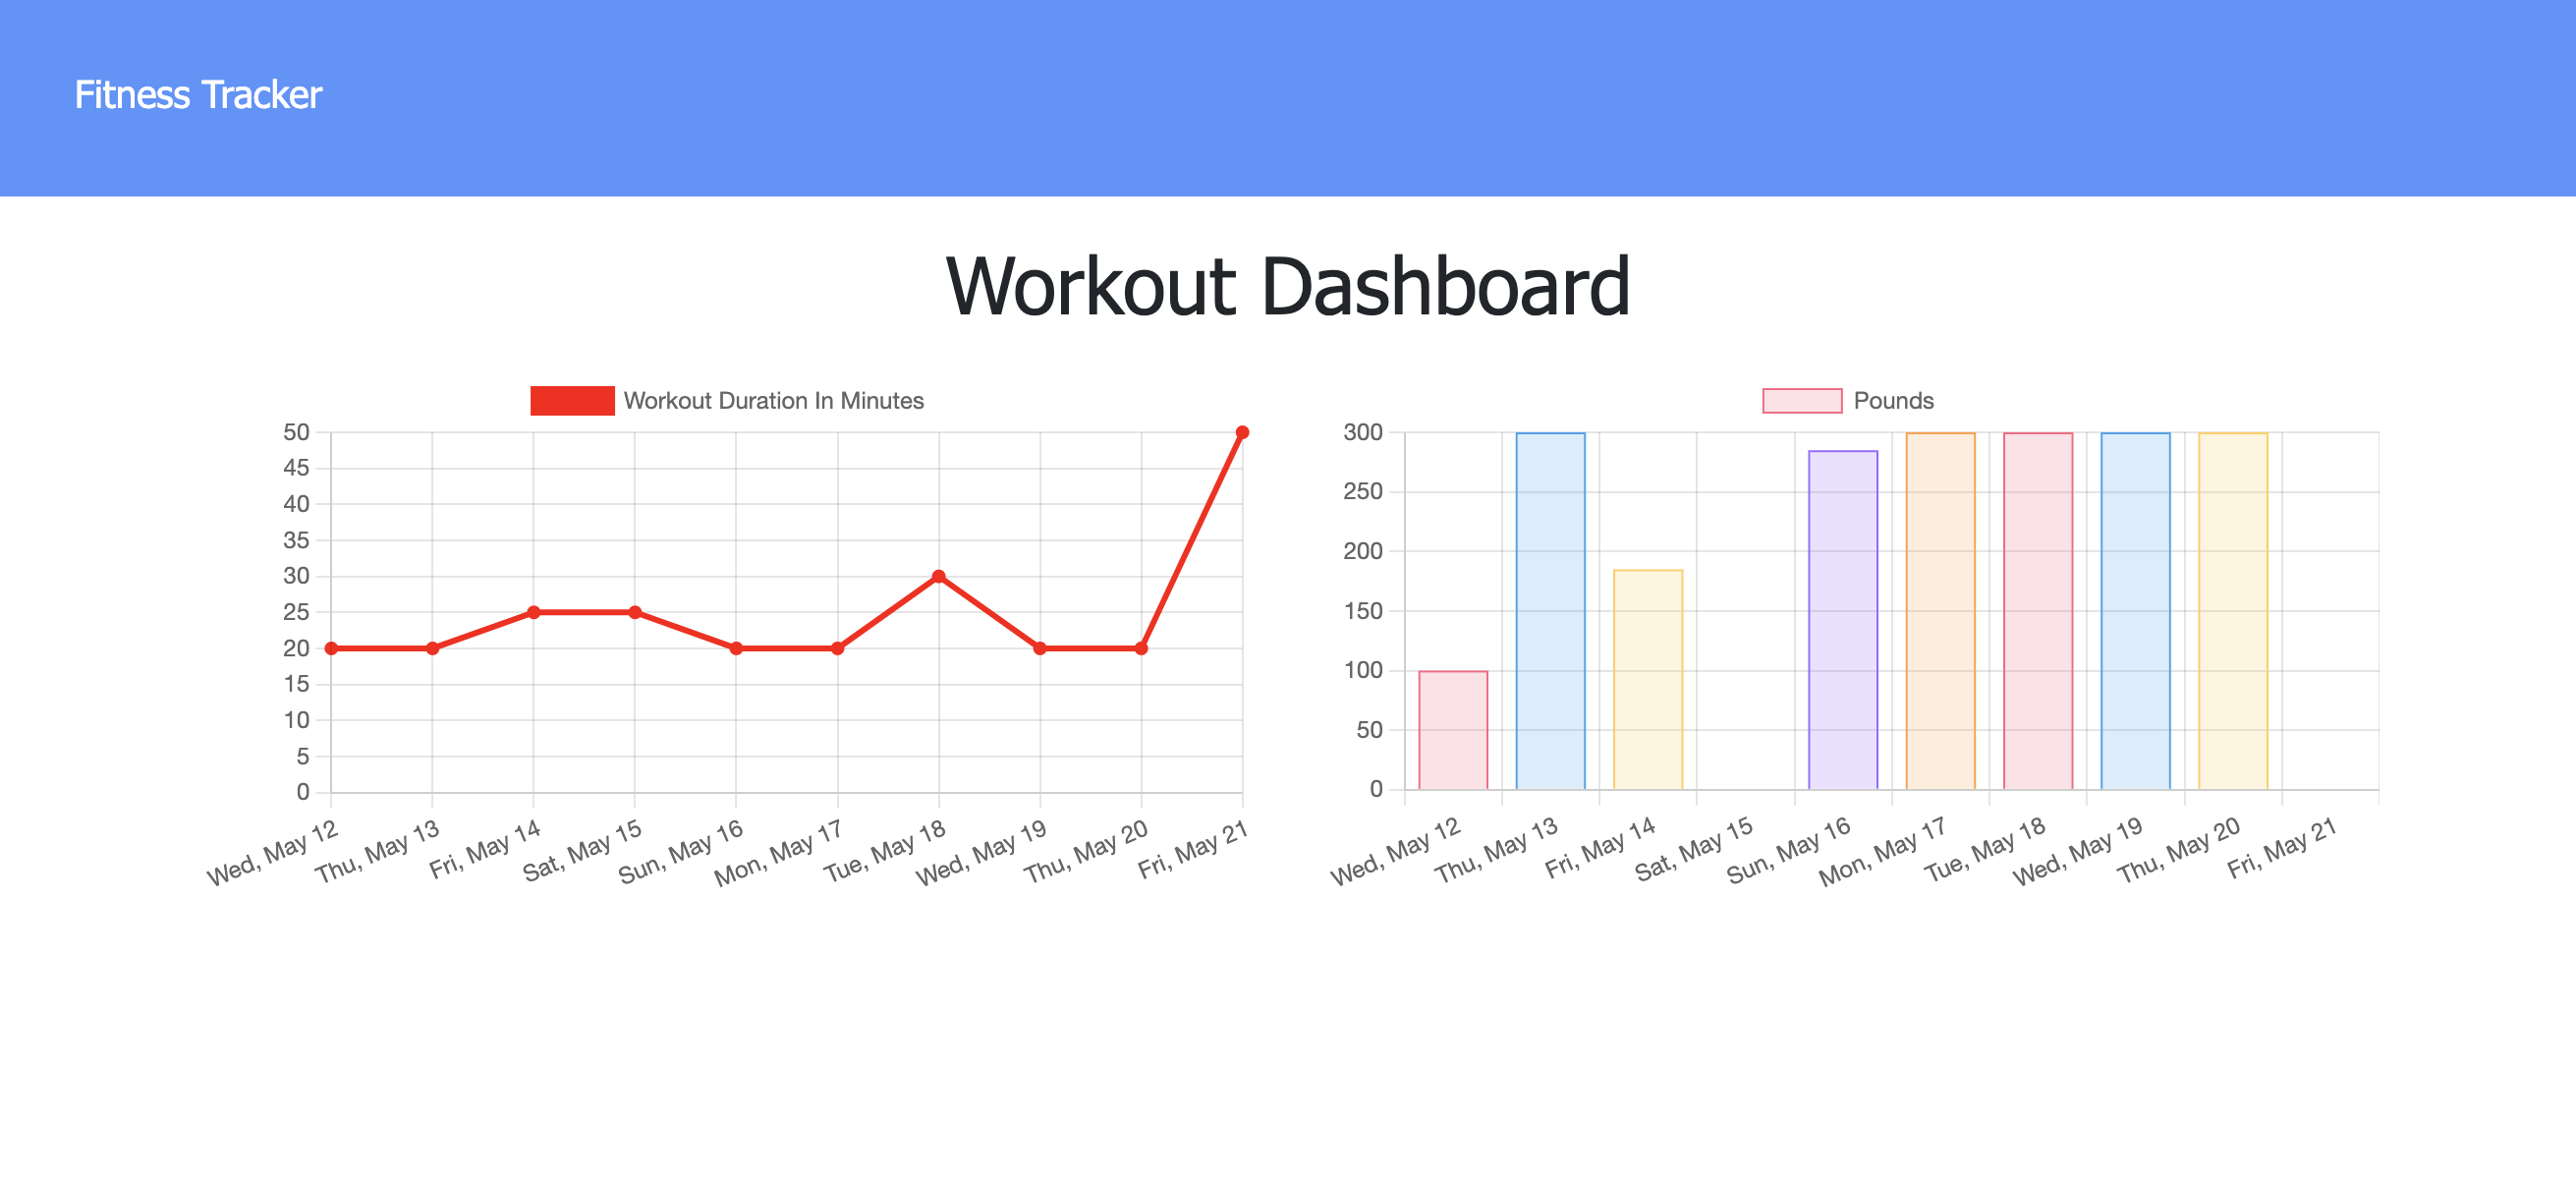 Fitness Tracker
Workout Dashboard
Workout Duration In Minutes
50
45
40
35
30
25
20
15
10
5
0
Wed, May 12
Thu, May 13
Fri, May 14
Sat, May 15
Sun, May 16
Mon, May 17
Tue, May 18
Wed, May 19
Thu, May 20
Fri, May 21
Pounds
300
250
200
150
100
50
0
Wed, May 12
Thu, May 13
Fri, May 14
Sat, May 15
Sun, May 16
Mon, May 17
Tue, May 18
Wed, May 19
Thu, May 20
Fri, May 21